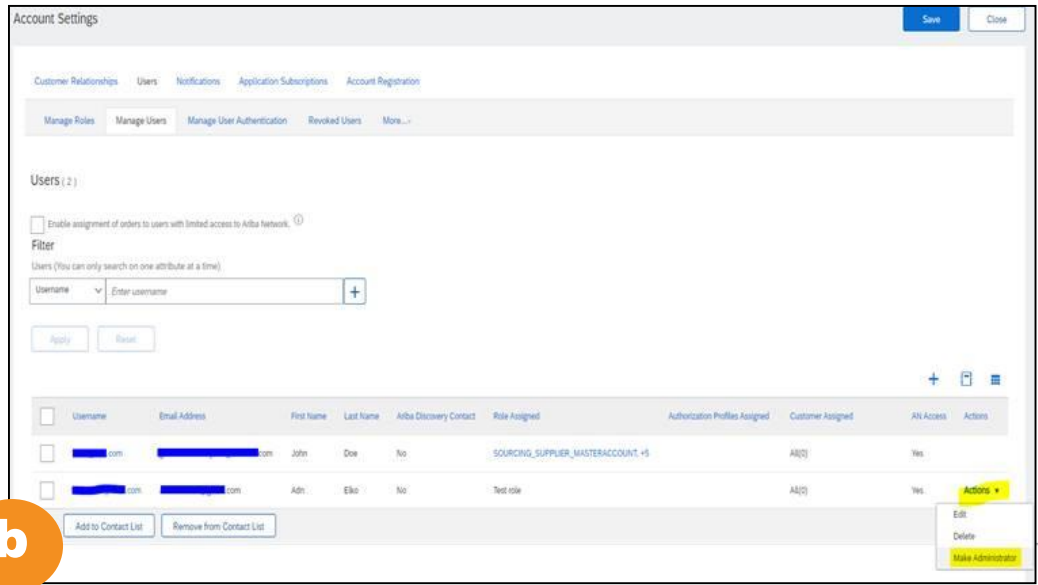 Account Settings
Save
Close
Customer Relationships Users Notifications Application Subscriptions Account Registration
Manage Roles Manage Users Manage User Authentication Revoked Users More...
Users (2)
Enable assignment of orders to users with limited access to Ariba Network.
Filter
Users (You can only search on one attribute at a time)
Username Enter username +
Apply Reset
Username Email Address First Name Last Name Ariba Discovery Contact Role Assigned Authorization Profiles Assigned Customer Assigned AN Access Actions
.com .com John Doe No SOURCING_SUPPLIER_MASTERACCOUNT, +5 All(0) Yes
.com .com Adn Elko No Test role All(0) Yes Actions
Add to Contact List Remove from Contact List
Edit
Delete
Make Administrator
b